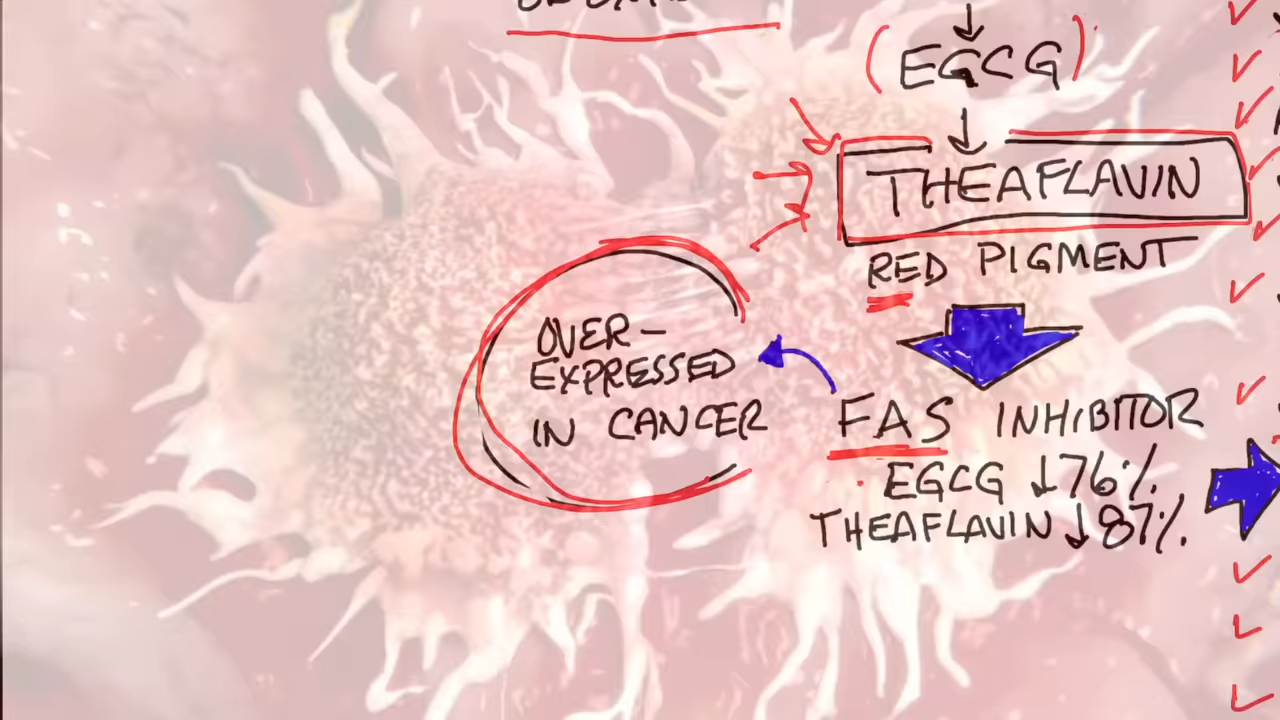 (EGCG)
THEAFLAVIN
RED PIGMENT
OVER-
EXPRESSED
IN CANCER
FAS INHIBITOR
EGCG ↓76%
THEAFLAVIN ↓87%